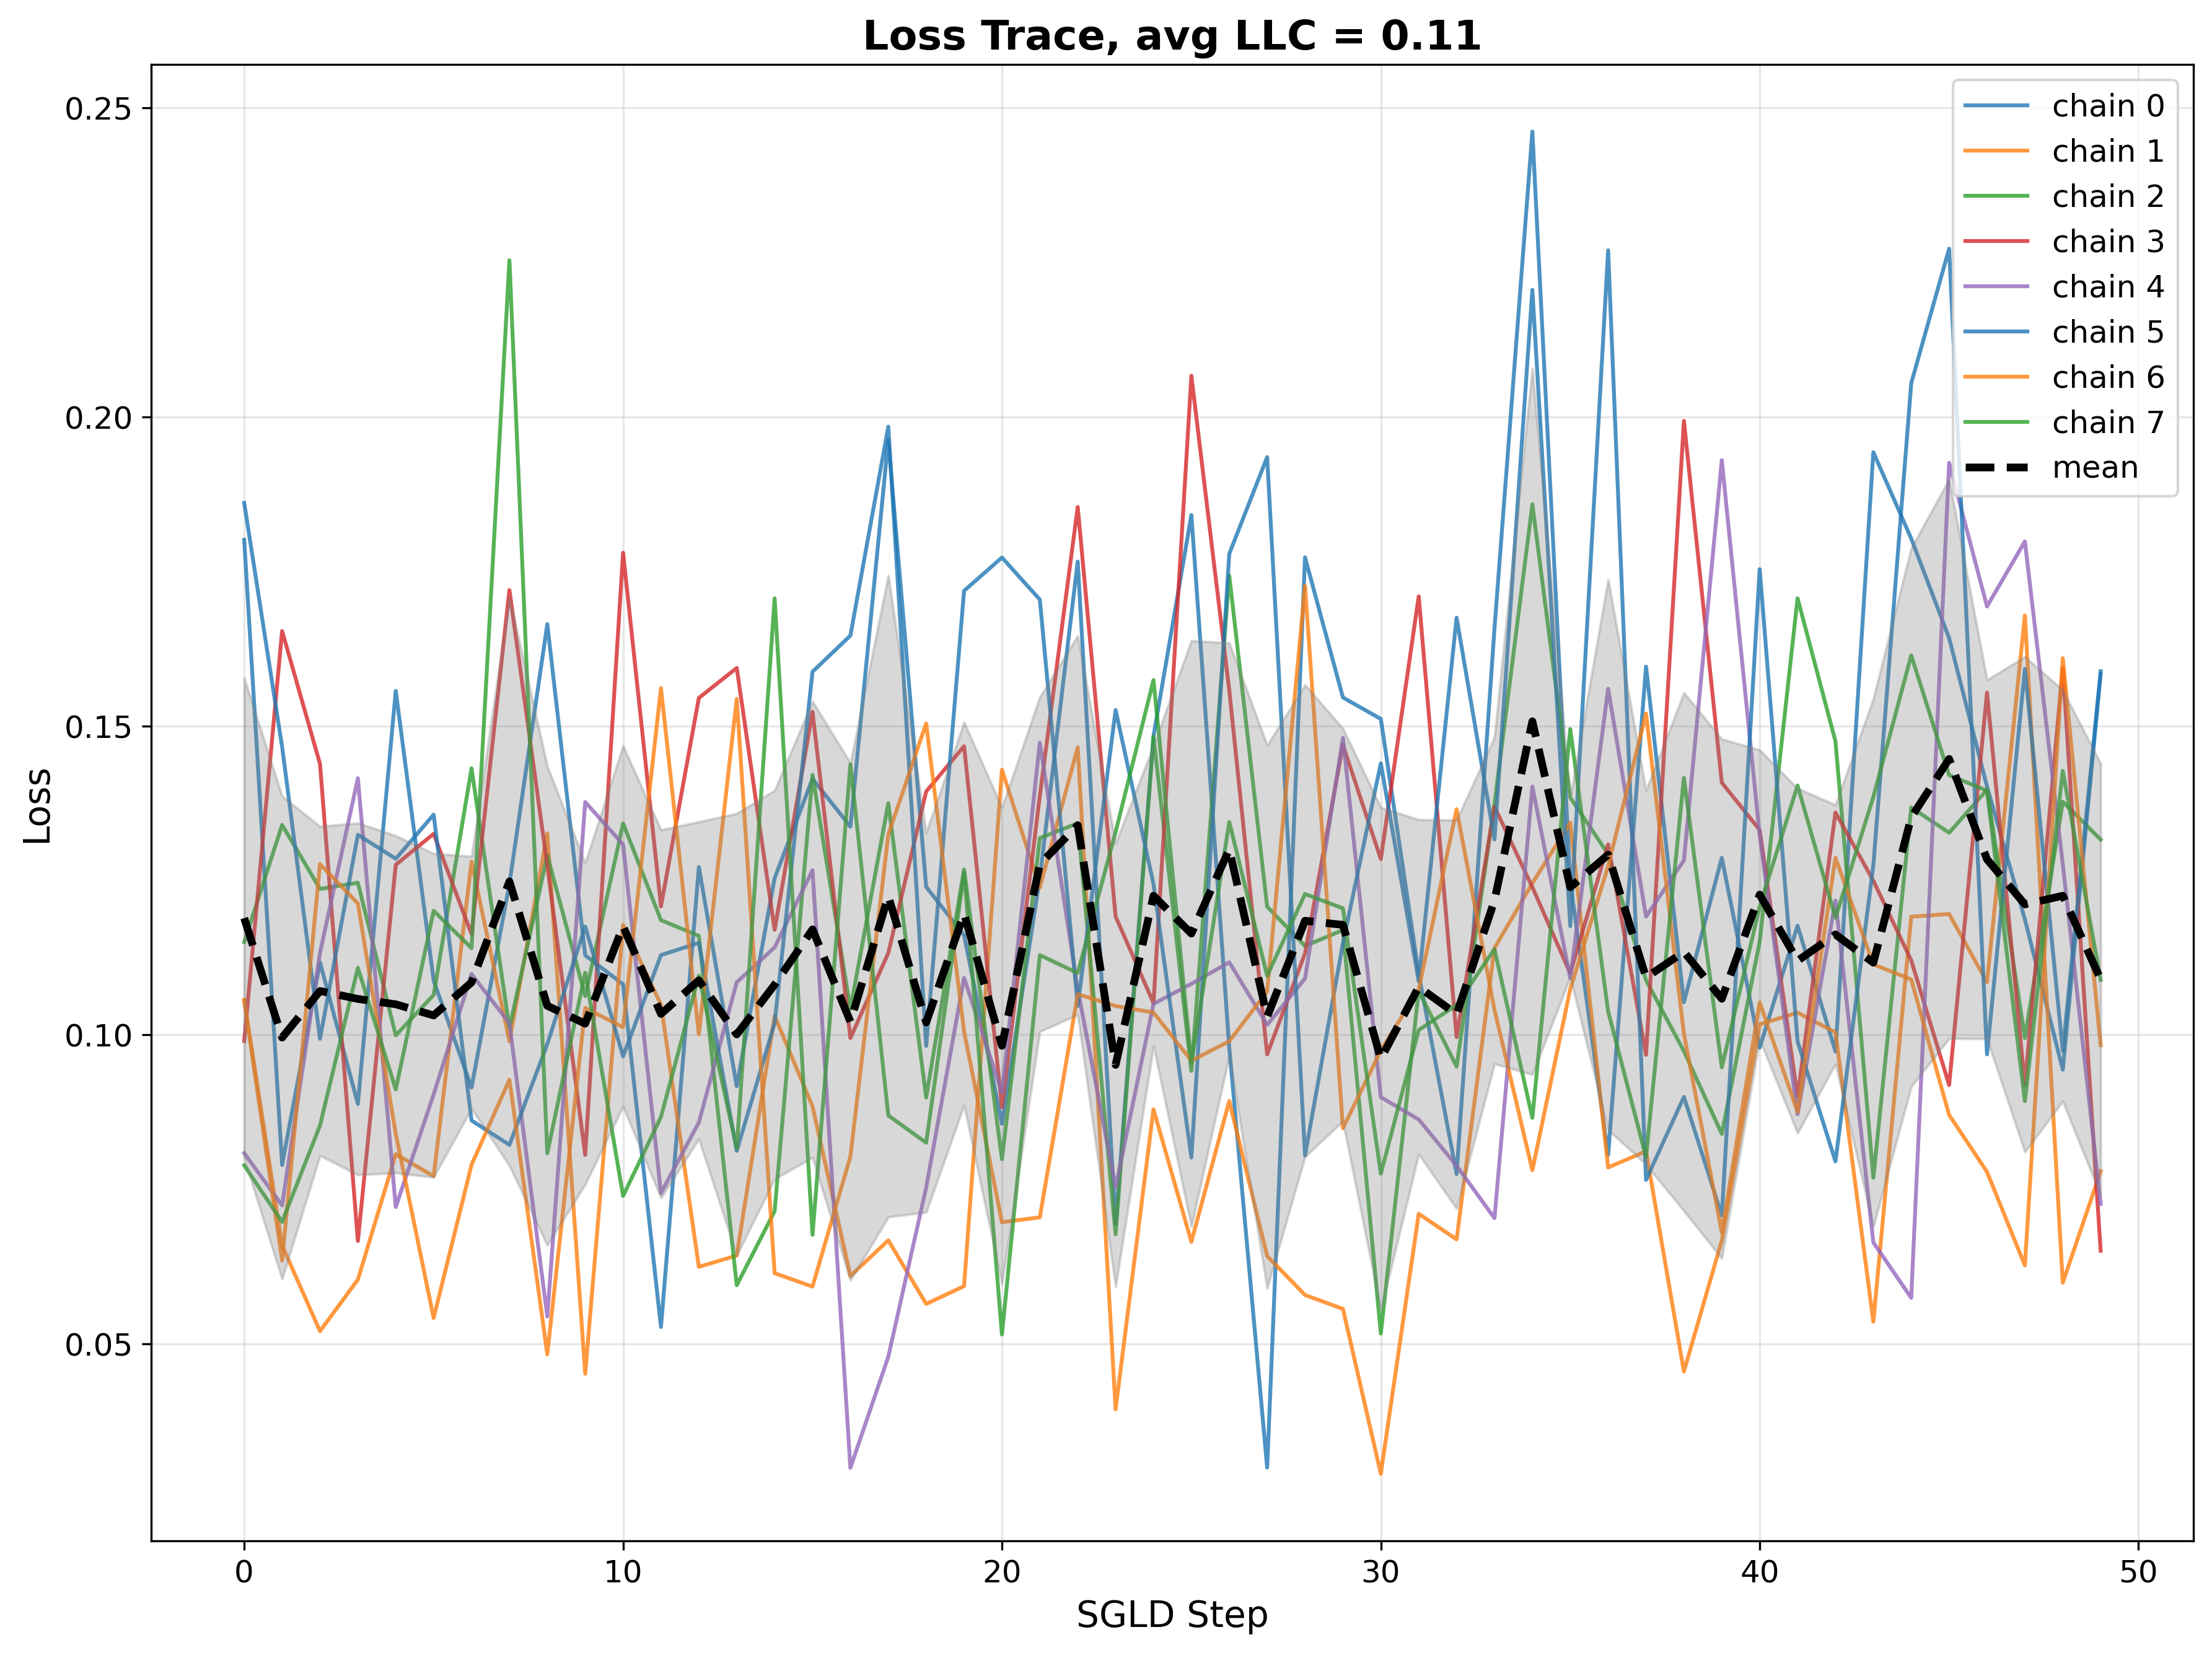 Loss Trace, avg LLC = 0.11
0.25
0.20
0.15
0.10
0.05
Loss
0 10 20 30 40 50
SGLD Step
chain 0
chain 1
chain 2
chain 3
chain 4
chain 5
chain 6
chain 7
mean